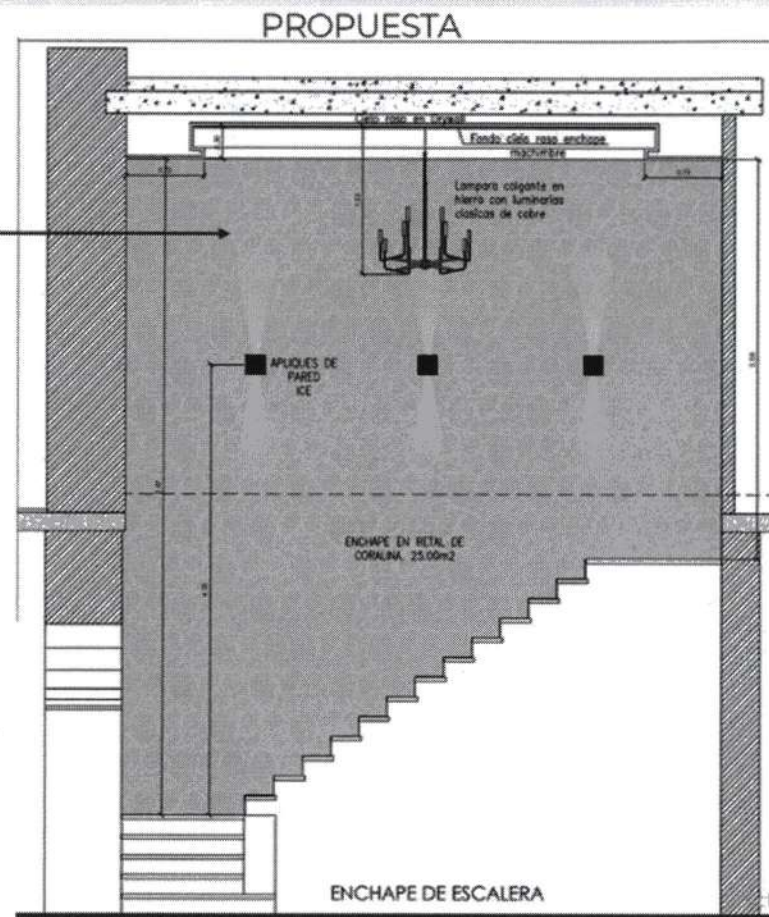 PROPUESTA
Cielo raso en Drywall
Fondo cielo raso enchape
machimbre
Lampara colgante en
hierro con luminarias
clasicas de cobre
APLIQUES DE
PARED
ICE
ENCHAPE EN RETAL DE
CORALINA. 25.00m2
ENCHAPE DE ESCALERA